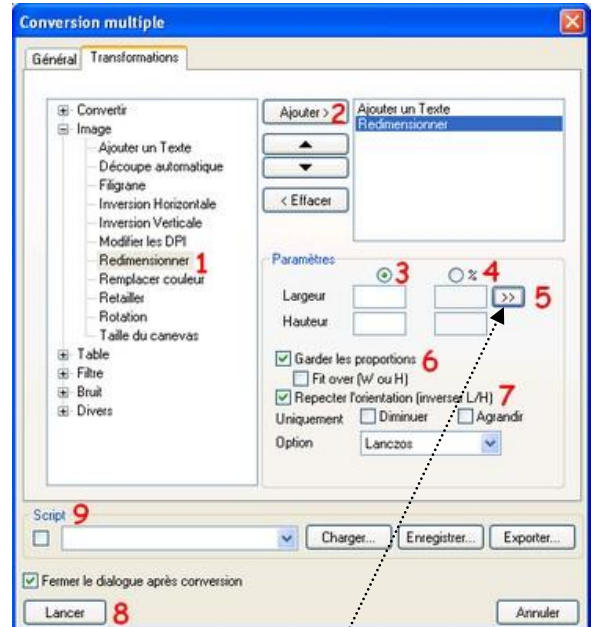 Conversion multiple
Général Transformations
Convertir
Image
Ajouter un Texte
Découpe automatique
Filigrane
Inversion Horizontale
Inversion Verticale
Modifier les DPI
Redimensionner 1
Remplacer couleur
Retailler
Rotation
Taille du canevas
Table
Filtre
Bruit
Divers
Ajouter > 2
< Effacer
Ajouter un Texte
Redimensionner
Paramètres
3 % 4
Largeur >> 5
Hauteur
Garder les proportions 6
Fit over (W ou H)
Repecter l'orientation (inverser L/H) 7
Uniquement Diminuer Agrandir
Option Lanczos
Script 9
Charger... Enregistrer... Exporter...
Fermer le dialogue après conversion
Lancer 8 Annuler